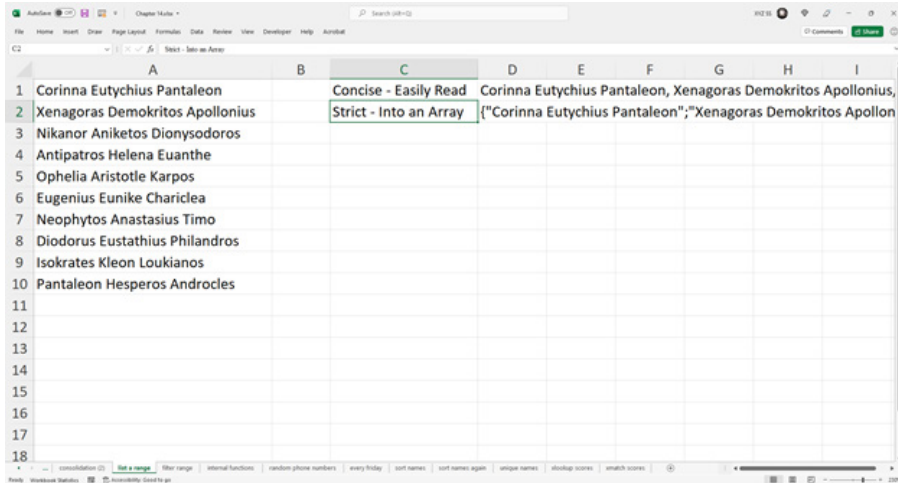 AutoSave Off Chapter 14.xlsx Search (Alt+Q) XYZ SS
File Home Insert Draw Page Layout Formulas Data Review View Developer Help Acrobat Comments Share
C2 fx Strict - Into an Array
A B C D E F G H I
1 Corinna Eutychius Pantaleon Concise - Easily Read Corinna Eutychius Pantaleon, Xenagoras Demokritos Apollonius,
2 Xenagoras Demokritos Apollonius Strict - Into an Array {"Corinna Eutychius Pantaleon";"Xenagoras Demokritos Apollon
3 Nikanor Aniketos Dionysodoros
4 Antipatros Helena Euanthe
5 Ophelia Aristotle Karpos
6 Eugenius Eunike Chariclea
7 Neophytos Anastasius Timo
8 Diodorus Eustathius Philandros
9 Isokrates Kleon Loukianos
10 Pantaleon Hesperos Androcles
11
12
13
14
15
16
17
18
... consolidation (2) list a range filter range internal functions random phone numbers every friday sort names sort names again unique names vlookup scores xmatch scores
Ready Workbook Statistics Accessibility: Good to go